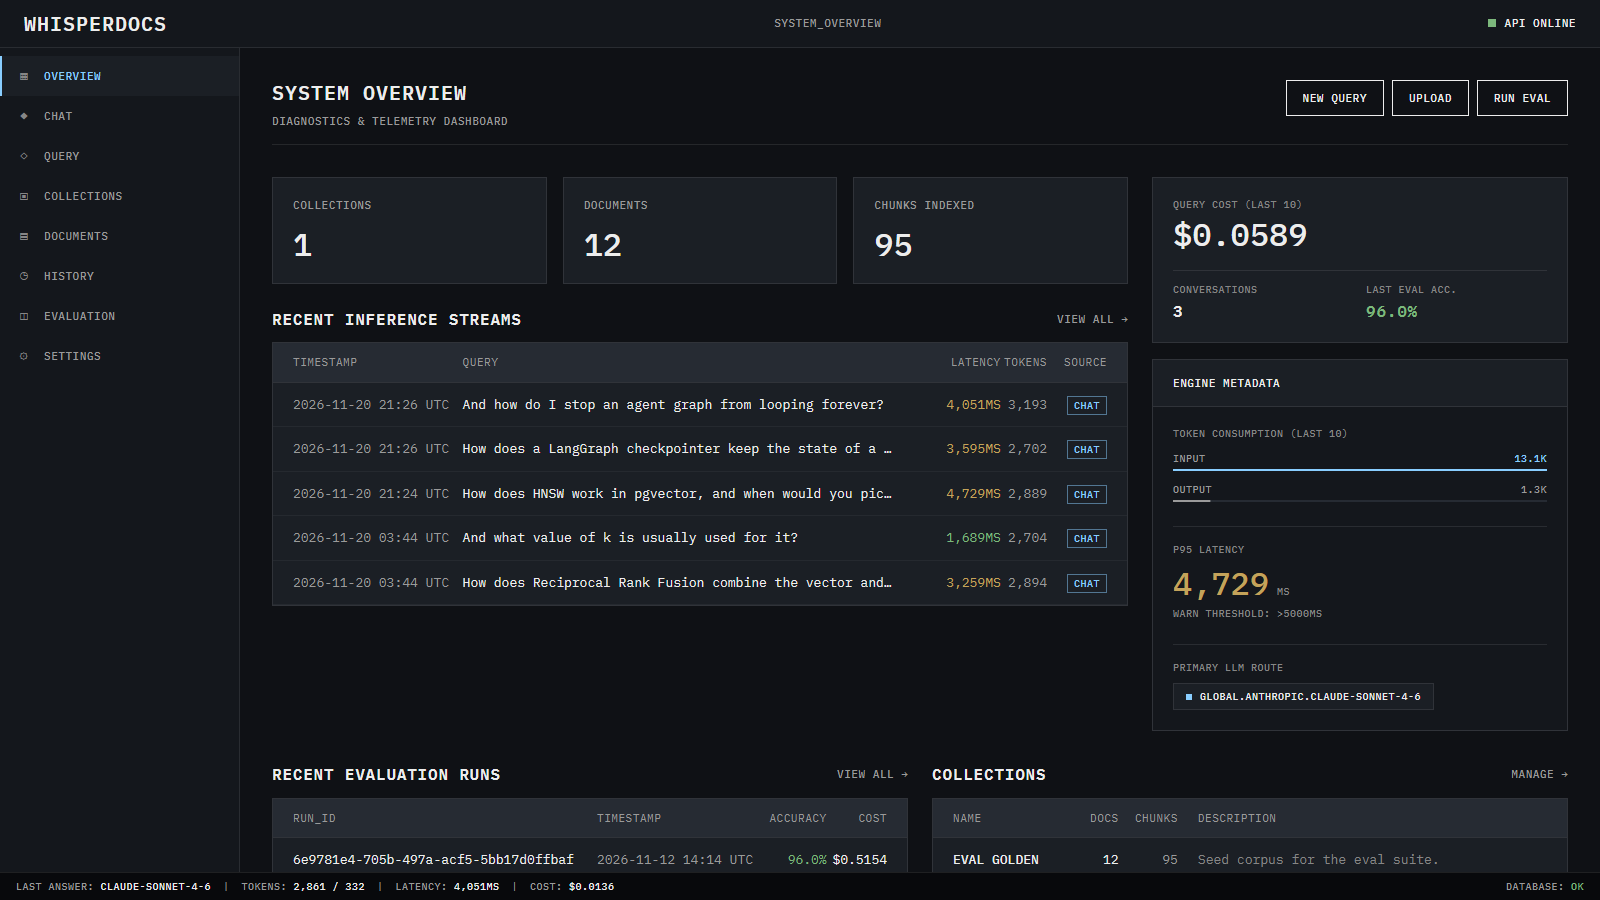 WHISPERDOCS
SYSTEM_OVERVIEW
API ONLINE
OVERVIEW
CHAT
QUERY
COLLECTIONS
DOCUMENTS
HISTORY
EVALUATION
SETTINGS
SYSTEM OVERVIEW
DIAGNOSTICS & TELEMETRY DASHBOARD
NEW QUERY
UPLOAD
RUN EVAL
COLLECTIONS
1
DOCUMENTS
12
CHUNKS INDEXED
95
QUERY COST (LAST 10)
$0.0589
CONVERSATIONS LAST EVAL ACC.
3 96.0%
RECENT INFERENCE STREAMS VIEW ALL →
TIMESTAMP QUERY LATENCY TOKENS SOURCE
2026-11-20 21:26 UTC And how do I stop an agent graph from looping forever? 4,051MS 3,193 CHAT
2026-11-20 21:26 UTC How does a LangGraph checkpointer keep the state of a … 3,595MS 2,702 CHAT
2026-11-20 21:24 UTC How does HNSW work in pgvector, and when would you pic… 4,729MS 2,889 CHAT
2026-11-20 03:44 UTC And what value of k is usually used for it? 1,689MS 2,704 CHAT
2026-11-20 03:44 UTC How does Reciprocal Rank Fusion combine the vector and… 3,259MS 2,894 CHAT
ENGINE METADATA
TOKEN CONSUMPTION (LAST 10)
INPUT 13.1K
OUTPUT 1.3K
P95 LATENCY
4,729 MS
WARN THRESHOLD: >5000MS
PRIMARY LLM ROUTE
GLOBAL.ANTHROPIC.CLAUDE-SONNET-4-6
RECENT EVALUATION RUNS VIEW ALL →
RUN_ID TIMESTAMP ACCURACY COST
6e9781e4-705b-497a-acf5-5bb17d0ffbaf 2026-11-12 14:14 UTC 96.0% $0.5154
COLLECTIONS MANAGE →
NAME DOCS CHUNKS DESCRIPTION
EVAL GOLDEN 12 95 Seed corpus for the eval suite.
LAST ANSWER: CLAUDE-SONNET-4-6 | TOKENS: 2,861 / 332 | LATENCY: 4,051MS | COST: $0.0136
DATABASE: OK